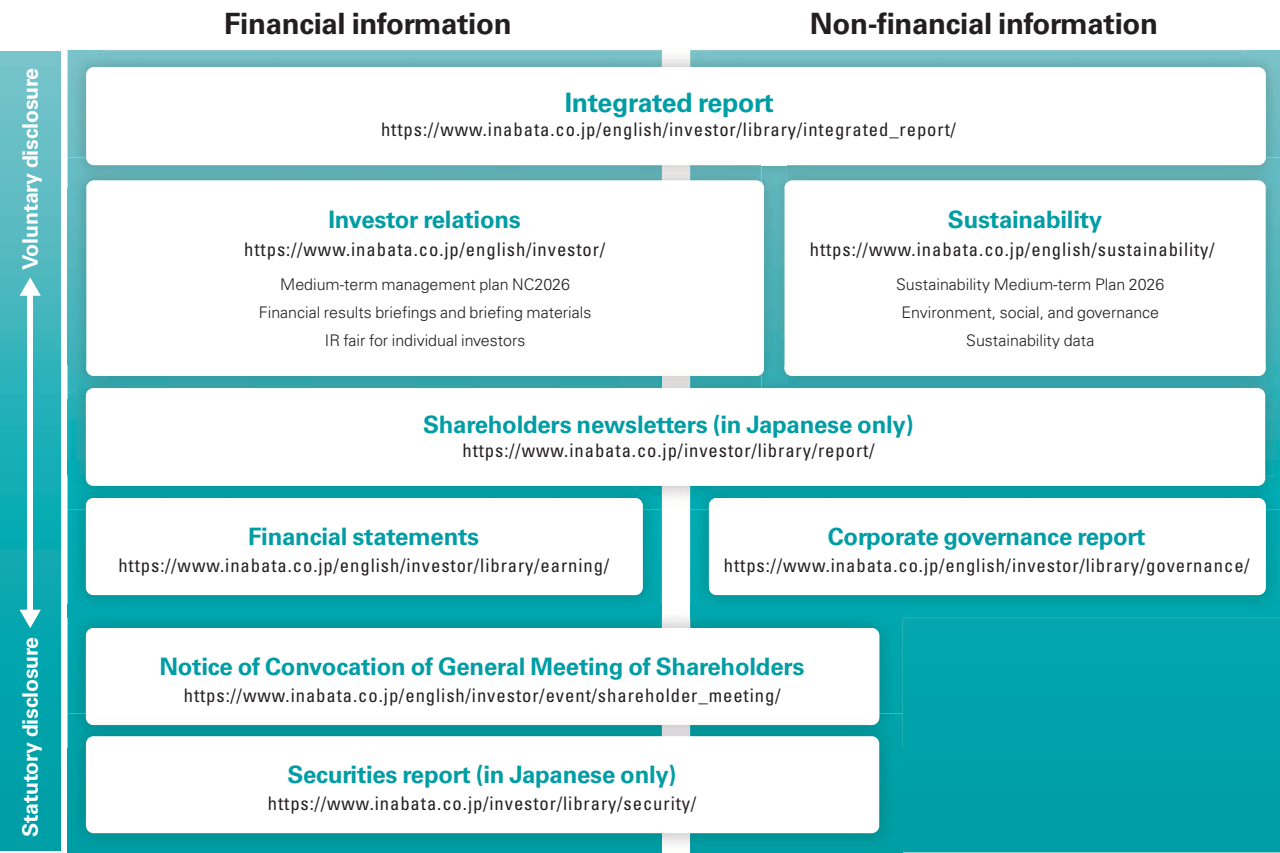 Financial information
Non-financial information
Voluntary disclosure
Statutory disclosure
Integrated report
https://www.inabata.co.jp/english/investor/library/integrated_report/
Investor relations
https://www.inabata.co.jp/english/investor/
Medium-term management plan NC2026
Financial results briefings and briefing materials
IR fair for individual investors
Sustainability
https://www.inabata.co.jp/english/sustainability/
Sustainability Medium-term Plan 2026
Environment, social, and governance
Sustainability data
Shareholders newsletters (in Japanese only)
https://www.inabata.co.jp/investor/library/report/
Financial statements
https://www.inabata.co.jp/english/investor/library/earning/
Corporate governance report
https://www.inabata.co.jp/english/investor/library/governance/
Notice of Convocation of General Meeting of Shareholders
https://www.inabata.co.jp/english/investor/event/shareholder_meeting/
Securities report (in Japanese only)
https://www.inabata.co.jp/investor/library/security/